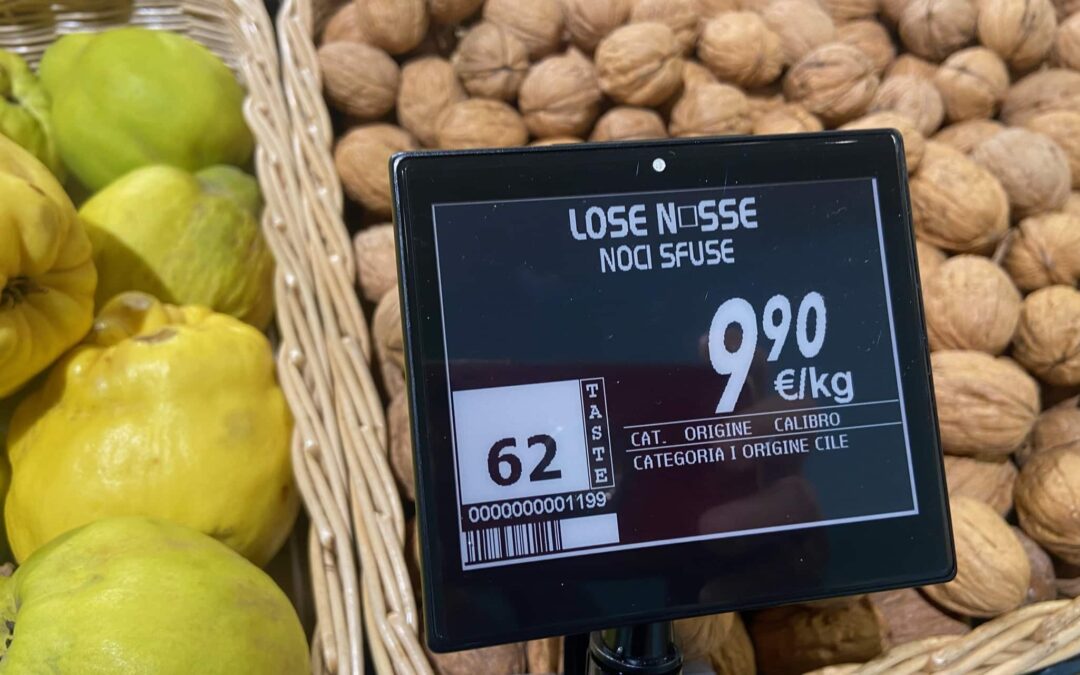 LOSE N□SSE
NOCI SFUSE
9,90
€/kg
CAT. ORIGINE CALIBRO
CATEGORIA I ORIGINE CILE
62
TASTE
0000000001199